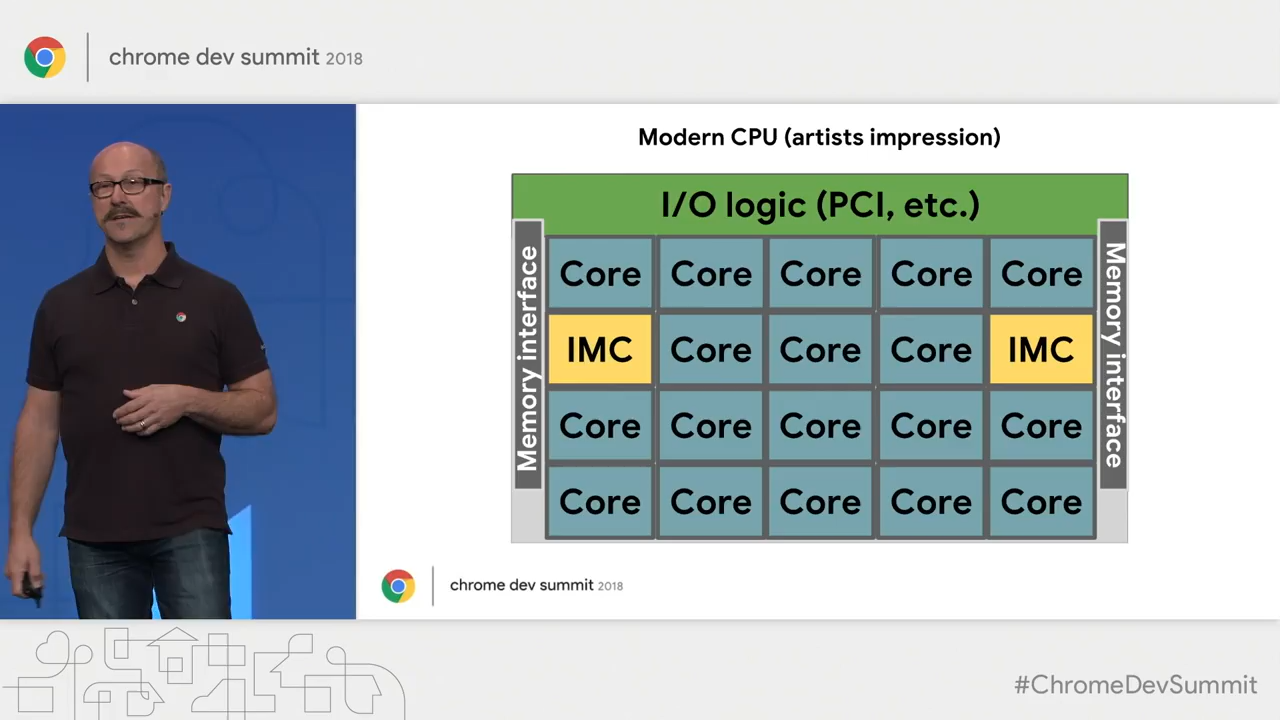 chrome dev summit 2018
Modern CPU (artists impression)
I/O logic (PCI, etc.)
Memory interface
Core Core Core Core Core
IMC Core Core Core IMC
Core Core Core Core Core
Core Core Core Core Core
Memory interface
chrome dev summit 2018
#ChromeDevSummit